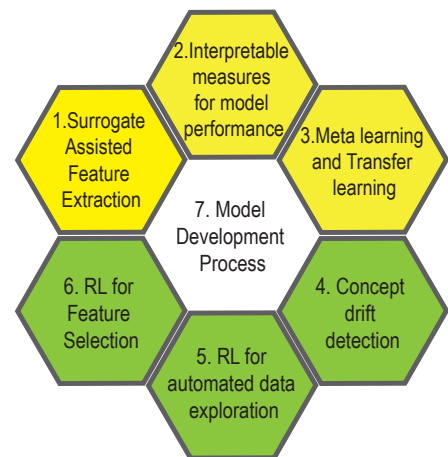 2.Interpretable
measures
for model
performance
1.Surrogate
Assisted
Feature
Extraction
3.Meta learning
and Transfer
learning
7. Model
Development
Process
6. RL for
Feature
Selection
4. Concept
drift
detection
5. RL for
automated data
exploration